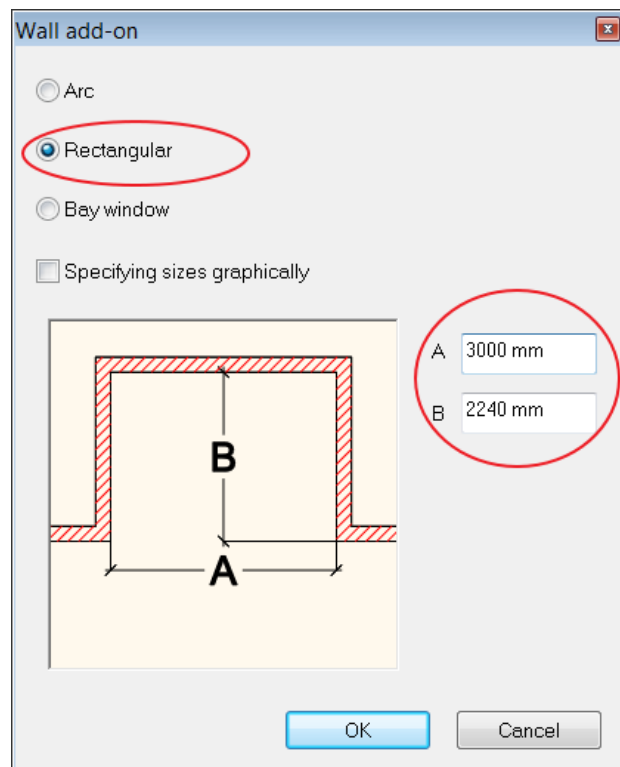 Wall add-on
Arc
Rectangular
Bay window
Specifying sizes graphically
A 3000 mm
B 2240 mm
B
A
OK Cancel